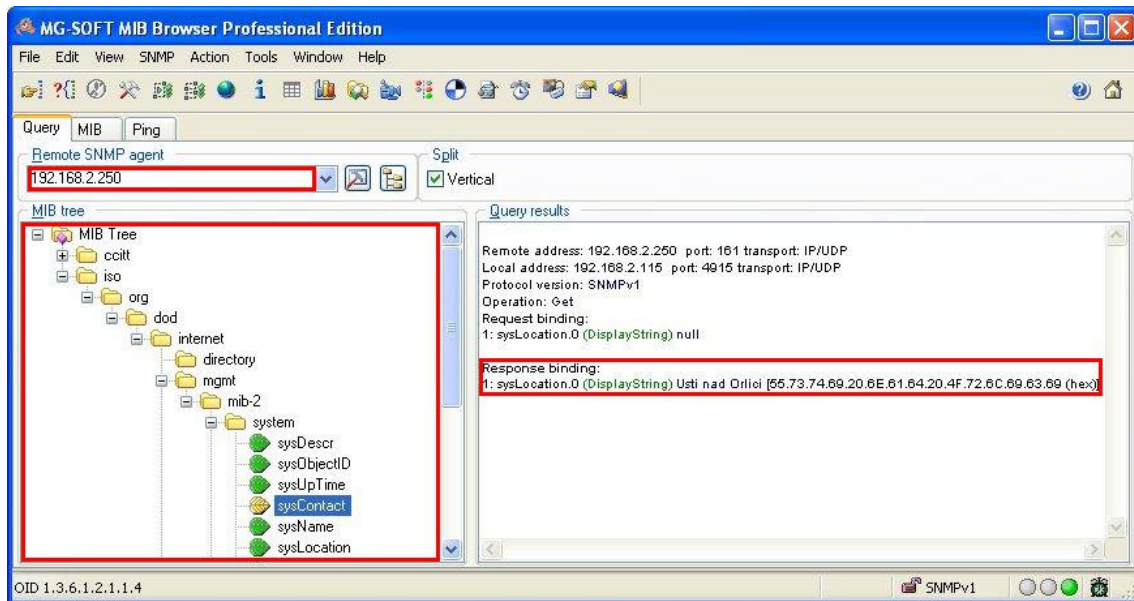 MG-SOFT MIB Browser Professional Edition
File Edit View SNMP Action Tools Window Help
Query MIB Ping
Remote SNMP agent
192.168.2.250
Split
Vertical
MIB tree
MIB Tree
ccitt
iso
org
dod
internet
directory
mgmt
mib-2
system
sysDescr
sysObjectID
sysUpTime
sysContact
sysName
sysLocation
Query results
Remote address: 192.168.2.250 port: 161 transport: IP/UDP
Local address: 192.168.2.115 port: 4915 transport: IP/UDP
Protocol version: SNMPv1
Operation: Get
Request binding:
1: sysLocation.0 (DisplayString) null
Response binding:
1: sysLocation.0 (DisplayString) Usti nad Orlici [55.73.74.69.20.6E.61.64.20.4F.72.6C.69.63.69 (hex)]
OID 1.3.6.1.2.1.1.4
SNMPv1